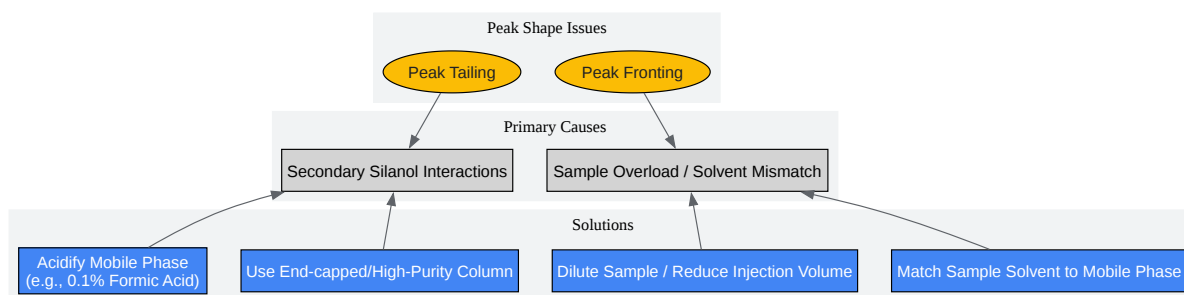 Peak Shape Issues
Peak Tailing
Peak Fronting
Primary Causes
Secondary Silanol Interactions
Sample Overload / Solvent Mismatch
Solutions
Acidify Mobile Phase
(e.g., 0.1% Formic Acid)
Use End-capped/High-Purity Column
Dilute Sample / Reduce Injection Volume
Match Sample Solvent to Mobile Phase